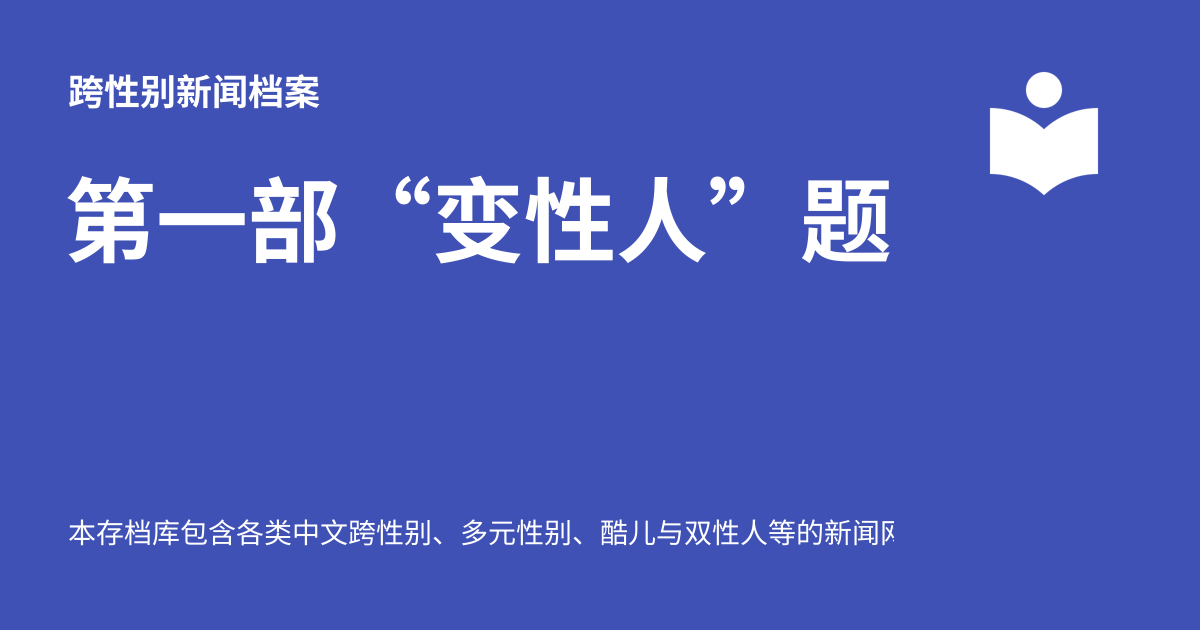 跨性别新闻档案
第一部“变性人”题
本存档库包含各类中文跨性别、多元性别、酷儿与双性人等的新闻